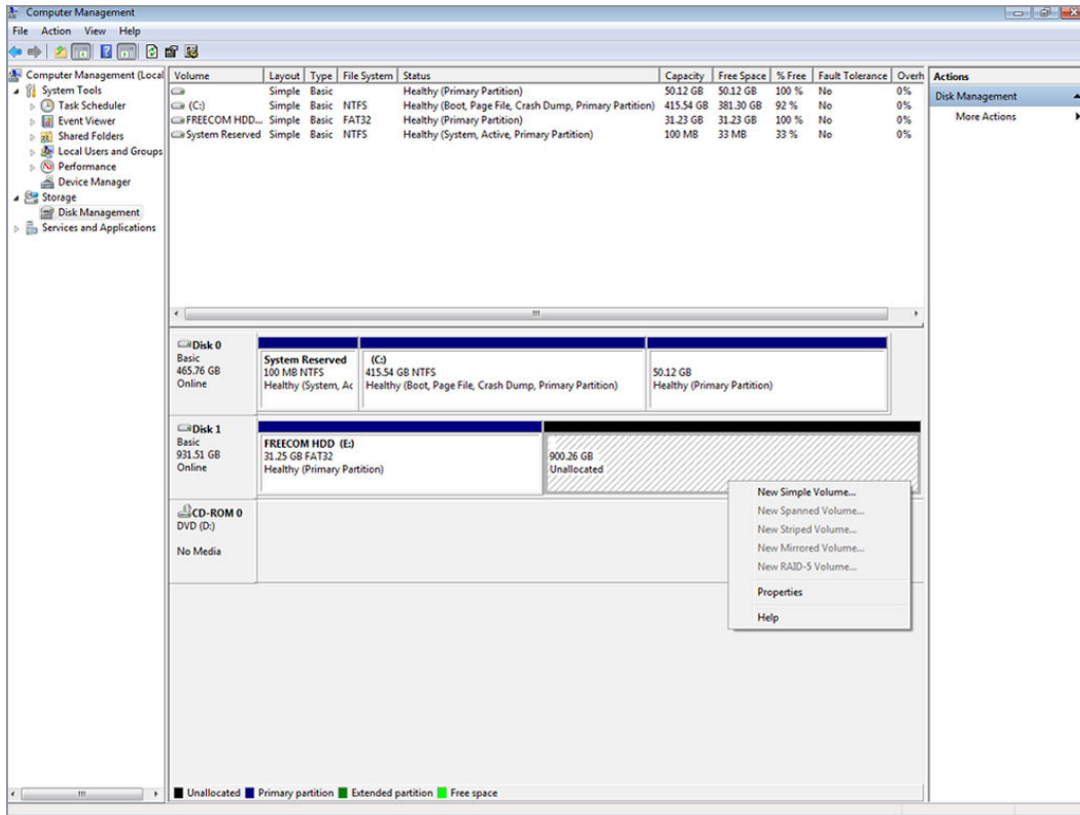 Computer Management
File Action View Help
Computer Management (Local
System Tools
Task Scheduler
Event Viewer
Shared Folders
Local Users and Groups
Performance
Device Manager
Storage
Disk Management
Services and Applications
Volume Layout Type File System Status Capacity Free Space % Free Fault Tolerance Overh
Simple Basic Healthy (Primary Partition) 50.12 GB 50.12 GB 100 % No 0%
(C:) Simple Basic NTFS Healthy (Boot, Page File, Crash Dump, Primary Partition) 415.54 GB 381.30 GB 92 % No 0%
FREECOM HDD... Simple Basic FAT32 Healthy (Primary Partition) 31.23 GB 31.23 GB 100 % No 0%
System Reserved Simple Basic NTFS Healthy (System, Active, Primary Partition) 100 MB 33 MB 33 % No 0%
Actions
Disk Management
More Actions
Disk 0
Basic
465.76 GB
Online
System Reserved
100 MB NTFS
Healthy (System, Ac
(C:)
415.54 GB NTFS
Healthy (Boot, Page File, Crash Dump, Primary Partition)
50.12 GB
Healthy (Primary Partition)
Disk 1
Basic
931.51 GB
Online
FREECOM HDD (E:)
31.25 GB FAT32
Healthy (Primary Partition)
900.26 GB
Unallocated
CD-ROM 0
DVD (D:)
No Media
New Simple Volume...
New Spanned Volume...
New Striped Volume...
New Mirrored Volume...
New RAID-5 Volume...
Properties
Help
Unallocated Primary partition Extended partition Free space